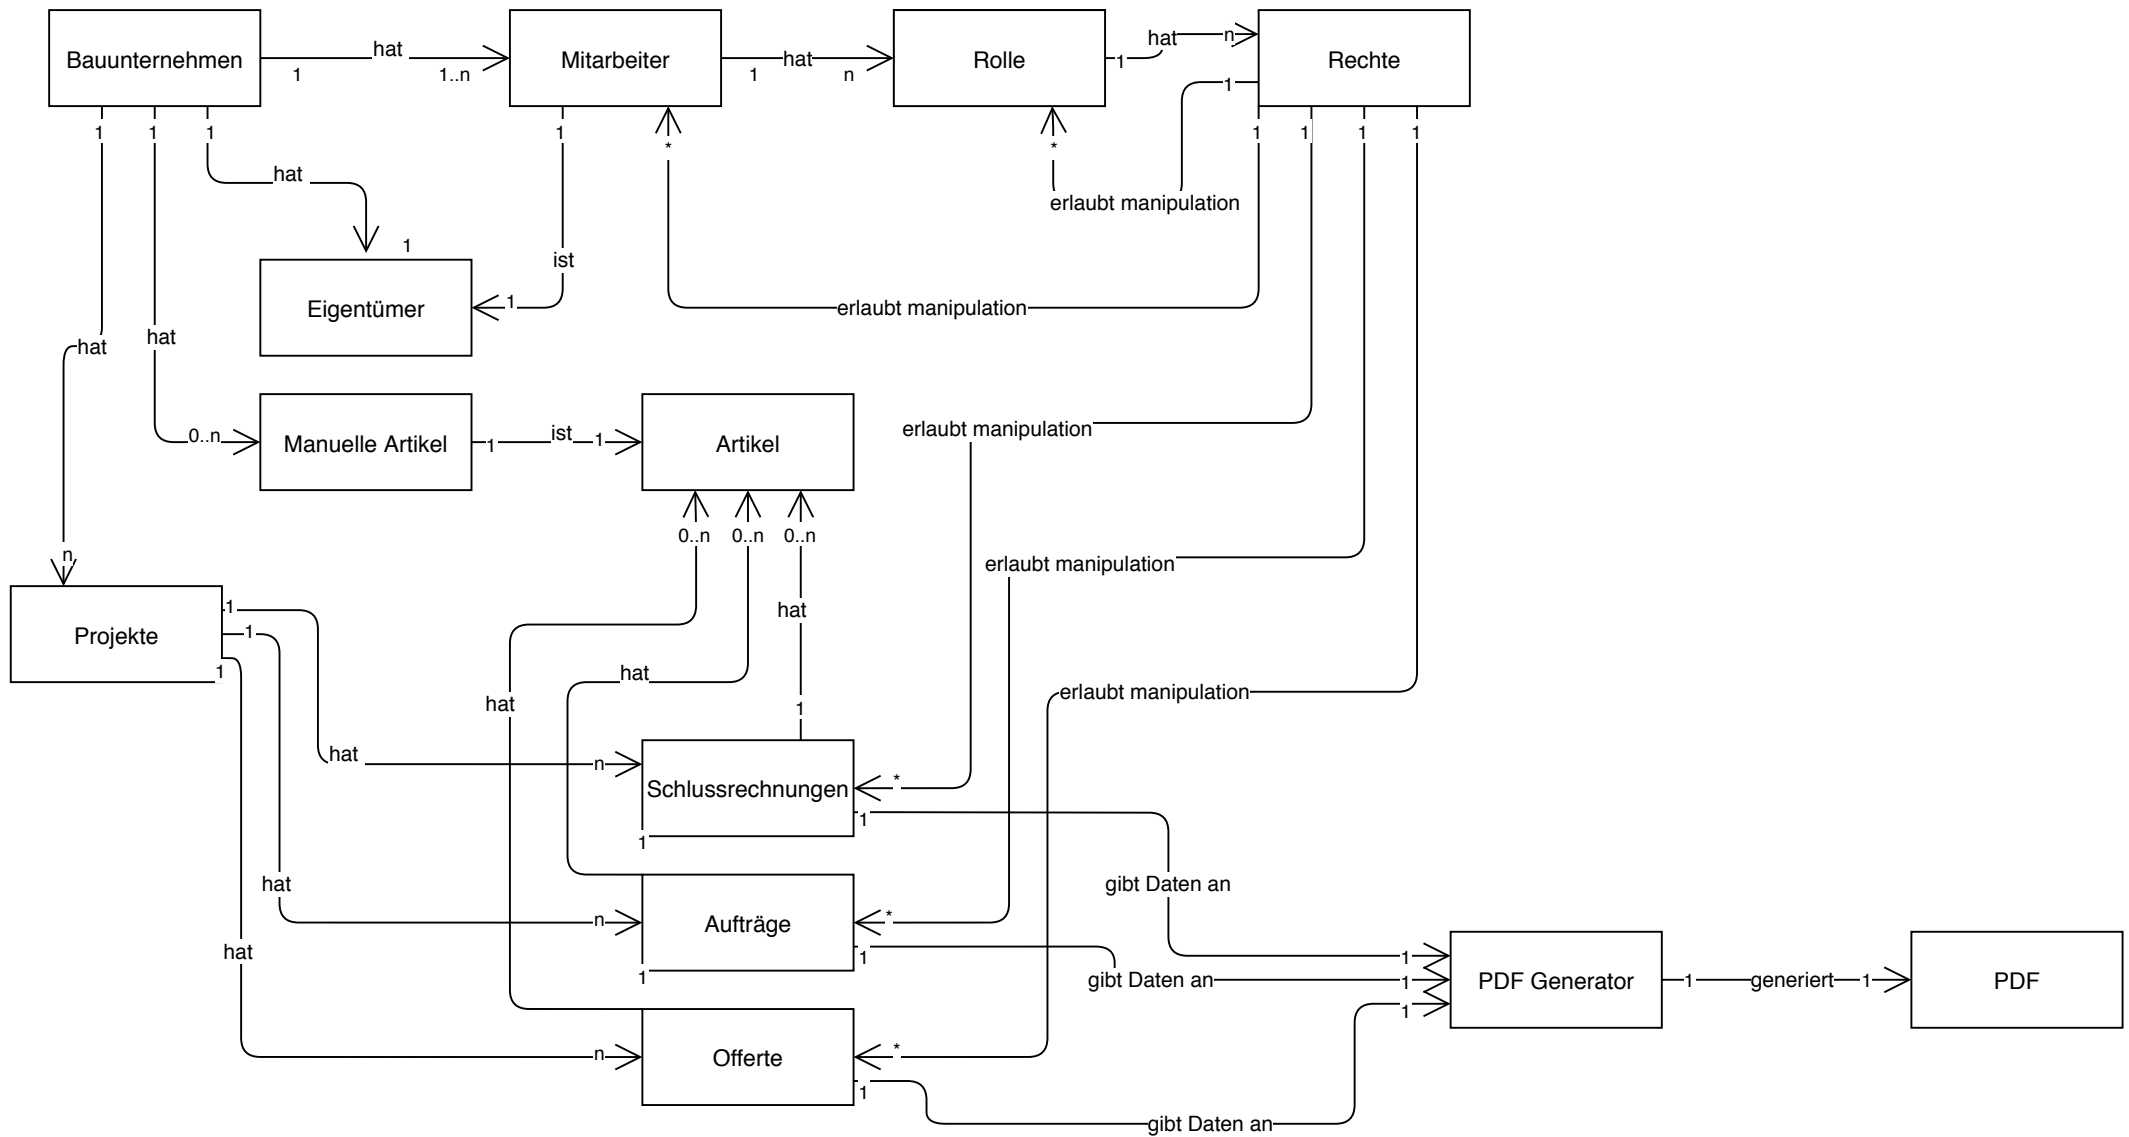 Bauunternehmen
hat
1
1..n
Mitarbeiter
1
hat
n
Rolle
1
hat
n
Rechte
1
1
1
1
1
*
*
1
1
1
1
1
erlaubt manipulation
hat
1
ist
1
Eigentümer
erlaubt manipulation
hat
hat
0..n
Manuelle Artikel
1
ist
1
Artikel
erlaubt manipulation
0..n
0..n
0..n
n
erlaubt manipulation
Projekte
1
1
1
hat
hat
hat
erlaubt manipulation
1
hat
n
Schlussrechnungen
*
1
1
hat
gibt Daten an
n
Aufträge
*
1
1
hat
gibt Daten an
1
1
1
PDF Generator
1
generiert
1
PDF
n
Offerte
*
1
gibt Daten an